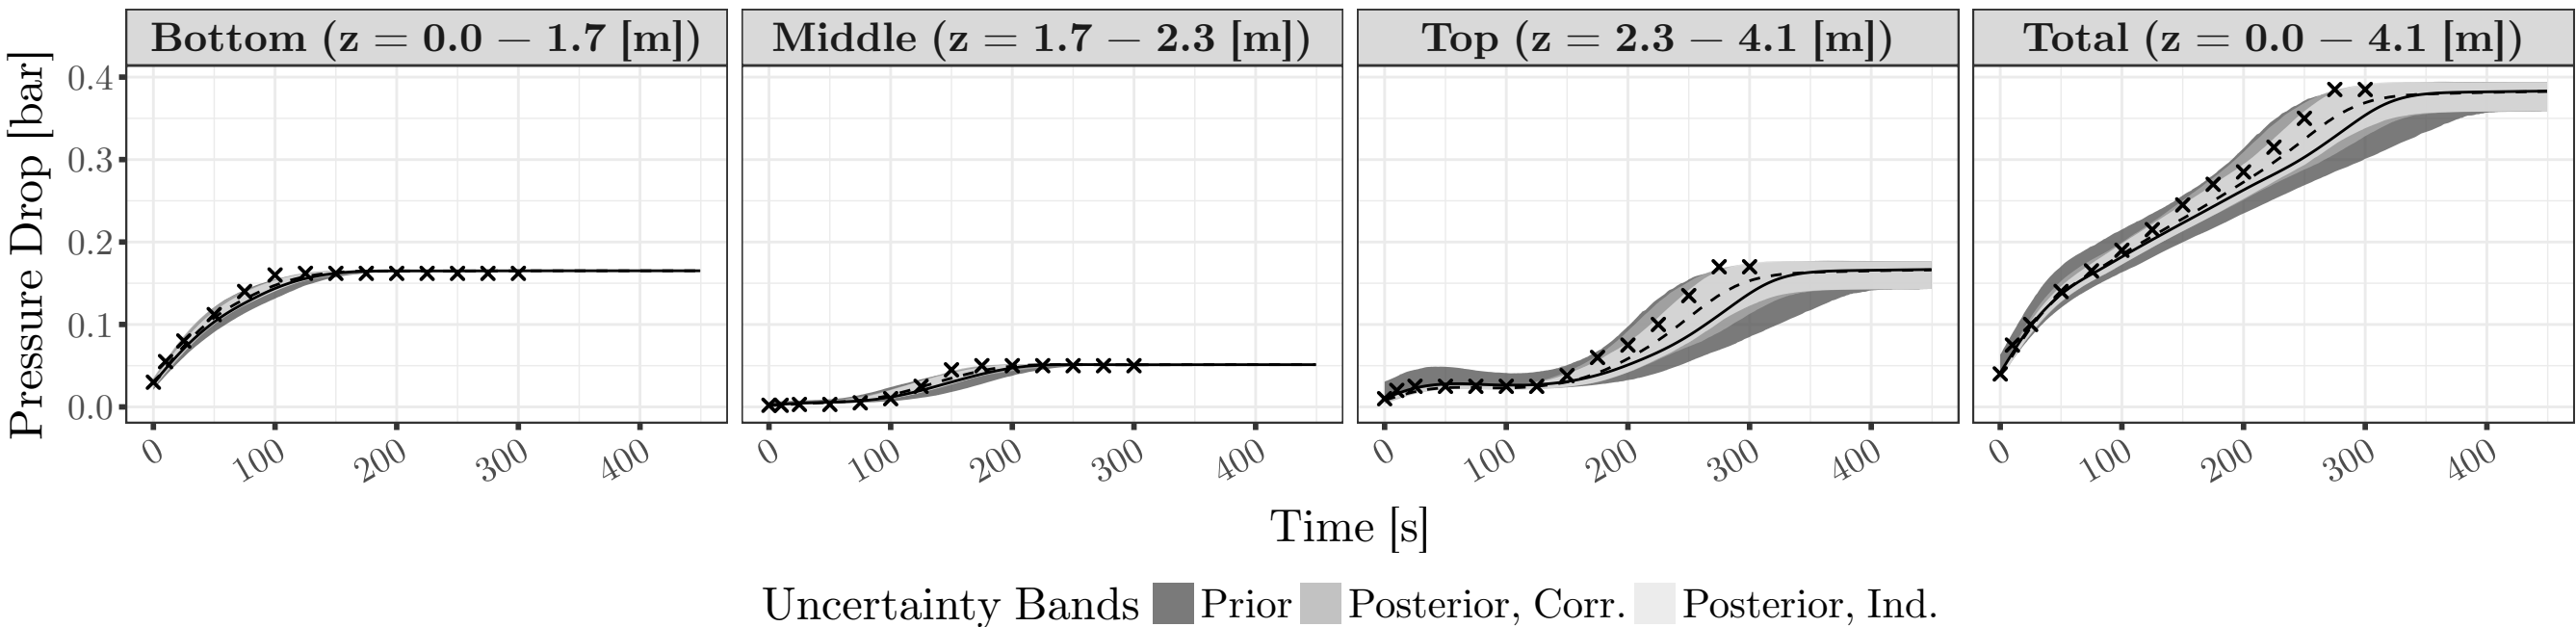 Bottom (z = 0.0 – 1.7 [m])
Middle (z = 1.7 – 2.3 [m])
Top (z = 2.3 – 4.1 [m])
Total (z = 0.0 – 4.1 [m])
Pressure Drop [bar]
0.4
0.3
0.2
0.1
0.0
0 100 200 300 400
0 100 200 300 400
0 100 200 300 400
0 100 200 300 400
Time [s]
Uncertainty Bands Prior Posterior, Corr. Posterior, Ind.